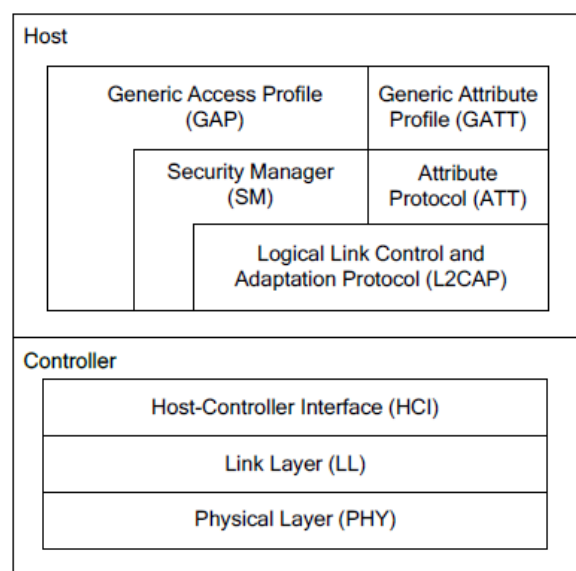 Host
Generic Access Profile
(GAP)
Generic Attribute
Profile (GATT)
Security Manager
(SM)
Attribute
Protocol (ATT)
Logical Link Control and
Adaptation Protocol (L2CAP)
Controller
Host-Controller Interface (HCI)
Link Layer (LL)
Physical Layer (PHY)